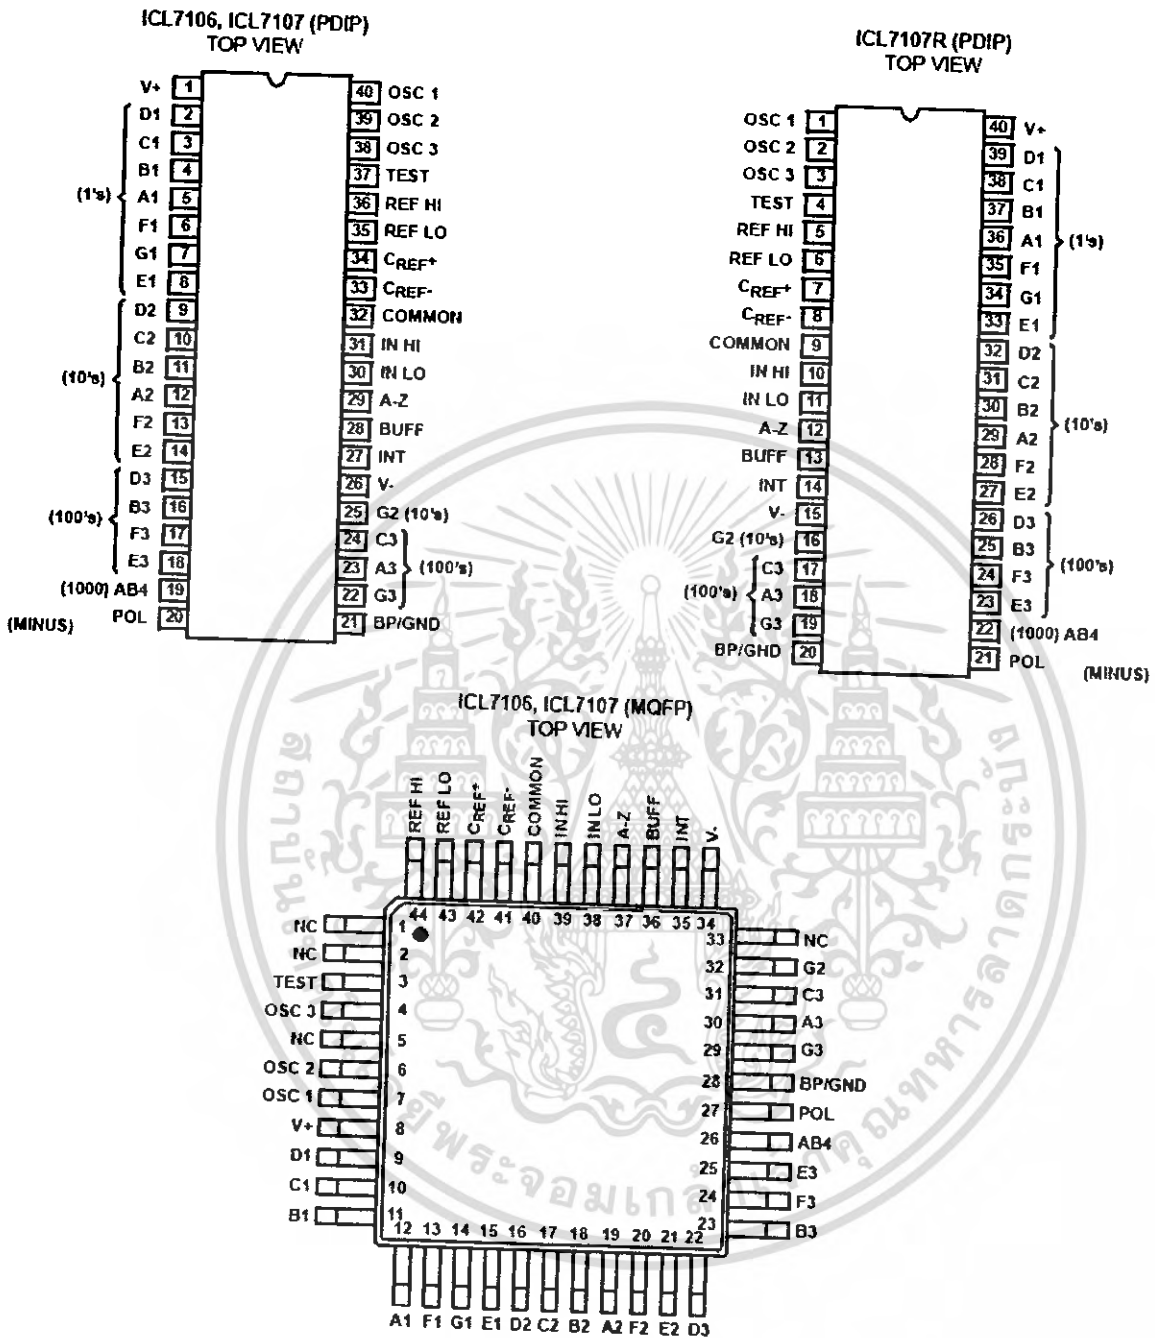 ICL7106, ICL7107 (PDIP)
TOP VIEW
V+ 1
D1 2
C1 3
B1 4
(1's)
A1 5
F1 6
G1 7
E1 8
D2 9
C2 10
B2 11
(10's)
A2 12
F2 13
E2 14
D3 15
B3 16
(100's)
F3 17
E3 18
(1000) AB4 19
(MINUS) POL 20
40 OSC 1
39 OSC 2
38 OSC 3
37 TEST
36 REF HI
35 REF LO
34 CREF+
33 CREF-
32 COMMON
31 IN HI
30 IN LO
29 A-Z
28 BUFF
27 INT
26 V-
25 G2 (10's)
24 C3
23 A3 (100's)
22 G3
21 BP/GND
ICL7107R (PDIP)
TOP VIEW
OSC 1 1
OSC 2 2
OSC 3 3
TEST 4
REF HI 5
REF LO 6
CREF+ 7
CREF- 8
COMMON 9
IN HI 10
IN LO 11
A-Z 12
BUFF 13
INT 14
V- 15
G2 (10's) 16
C3 17
(100's) A3 18
G3 19
BP/GND 20
40 V+
39 D1
38 C1
37 B1
36 A1 (1's)
35 F1
34 G1
33 E1
32 D2
31 C2
30 B2
29 A2 (10's)
28 F2
27 E2
26 D3
25 B3
24 F3 (100's)
23 E3
22 (1000) AB4
21 POL (MINUS)
ICL7106, ICL7107 (MQFP)
TOP VIEW
REF HI
REF LO
CREF+
CREF-
COMMON
IN HI
IN LO
A-Z
BUFF
INT
V-
44 43 42 41 40 39 38 37 36 35 34
NC 1
NC 2
TEST 3
OSC 3 4
NC 5
OSC 2 6
OSC 1 7
V+ 8
D1 9
C1 10
B1 11
33 NC
32 G2
31 C3
30 A3
29 G3
28 BP/GND
27 POL
26 AB4
25 E3
24 F3
23 B3
12 13 14 15 16 17 18 19 20 21 22
A1 F1 G1 E1 D2 C2 B2 A2 F2 E2 D3